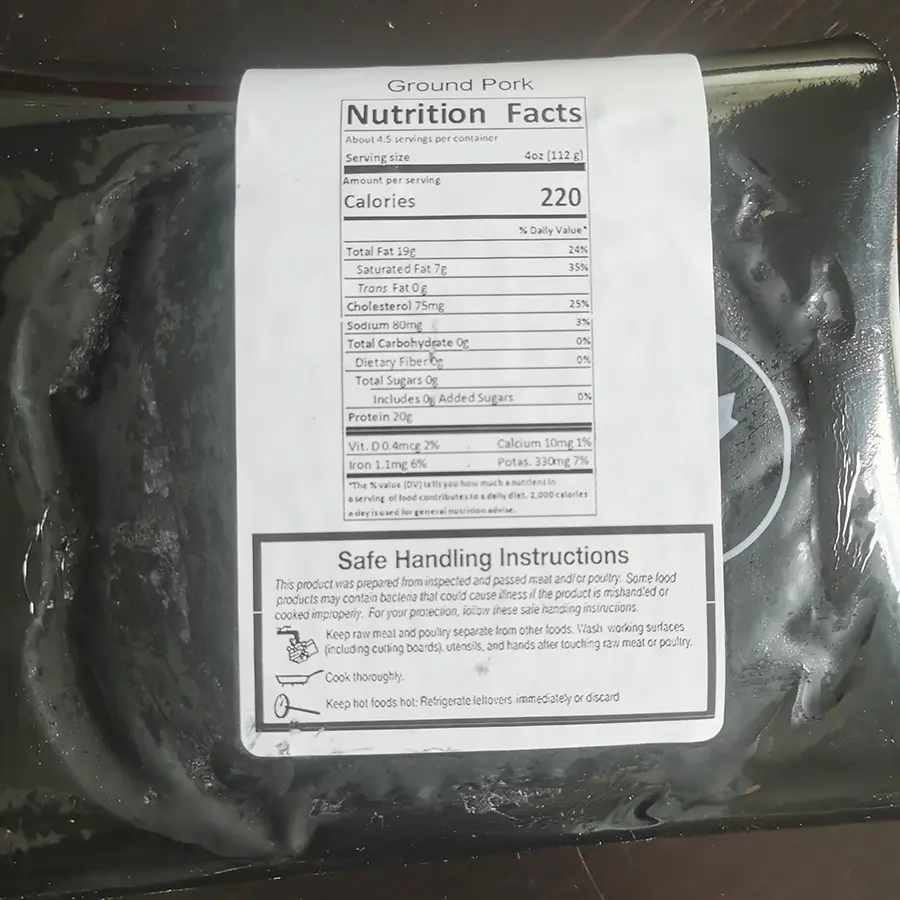 Ground Pork
Nutrition Facts
About 4.5 servings per container
Serving size 4oz (112 g)
Amount per serving
Calories 220
% Daily Value*
Total Fat 19g 24%
Saturated Fat 7g 35%
Trans Fat 0 g
Cholesterol 75mg 25%
Sodium 80mg 3%
Total Carbohydrate 0g 0%
Dietary Fiber 0g 0%
Total Sugars 0g
Includes 0g Added Sugars 0%
Protein 20g
Vit. D 0.4mcg 2% . Calcium 10mg 1%
Iron 1.1mg 6% . Potas. 330mg 7%
*The % value (DV) tells you how much a nutrient in
a serving of food contributes to a daily diet. 2,000 calories
a day is used for general nutrition advise.
Safe Handling Instructions
This product was prepared from inspected and passed meat and/or poultry. Some food
products may contain bacteria that could cause illness if the product is mishandled or
cooked improperly. For your protection, follow these safe handling instructions.
Keep raw meat and poultry separate from other foods. Wash working surfaces
(including cutting boards), utensils, and hands after touching raw meat or poultry.
Cook thoroughly.
Keep hot foods hot: Refrigerate leftovers immediately or discard